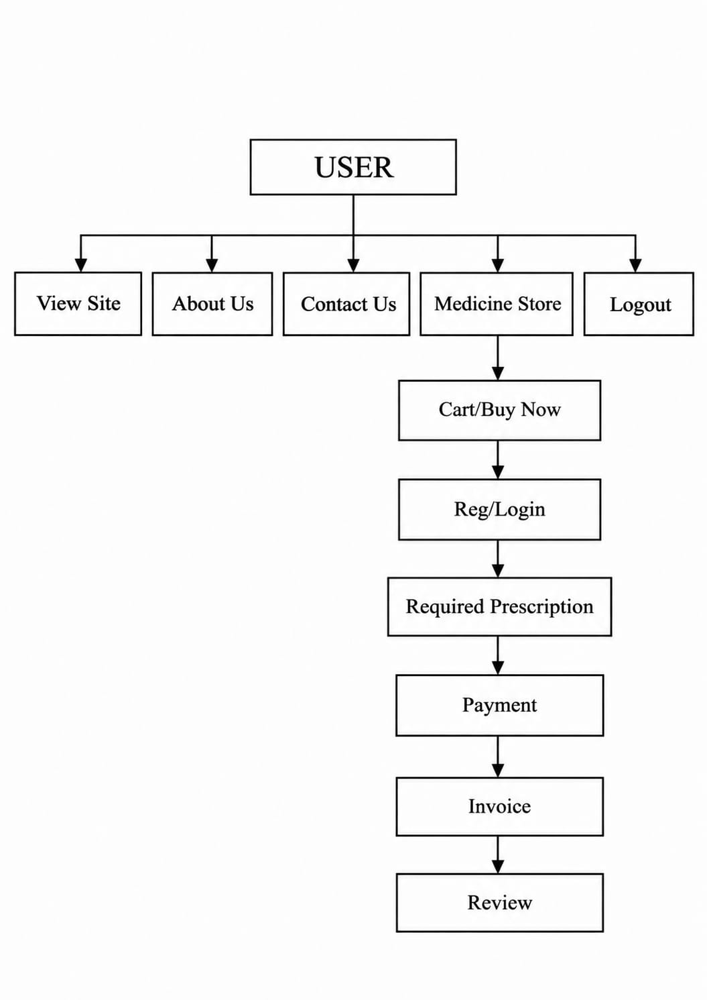 USER
View Site
About Us
Contact Us
Medicine Store
Logout
Cart/Buy Now
Reg/Login
Required Prescription
Payment
Invoice
Review